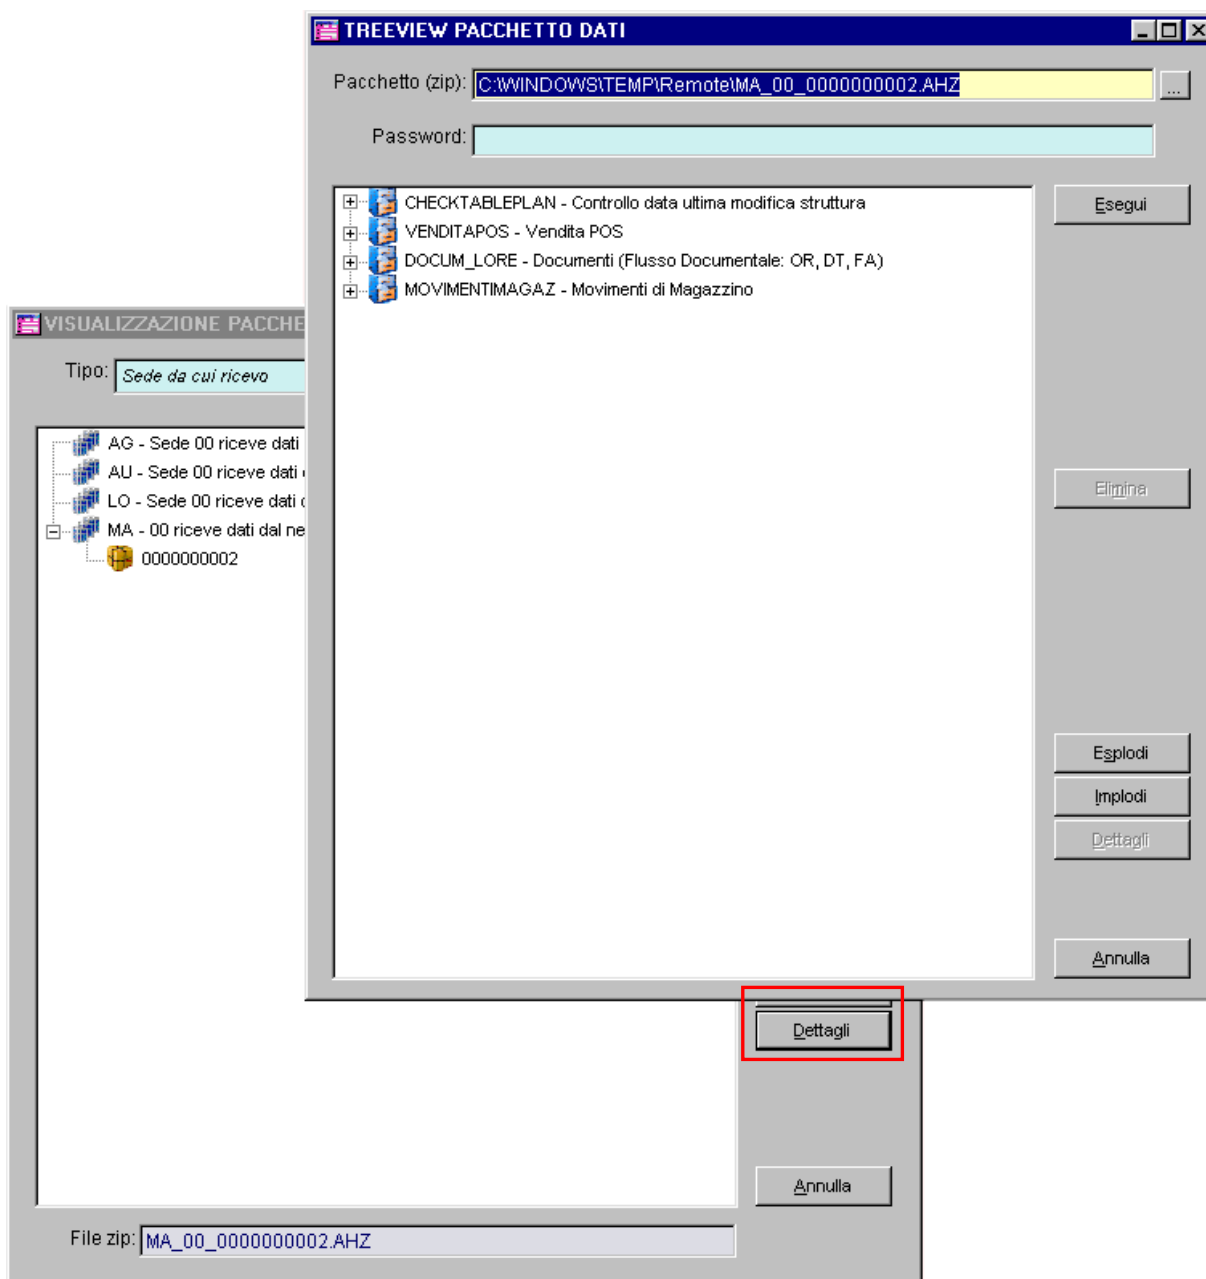 TREEVIEW PACCHETTO DATI
Pacchetto (zip): C:\WINDOWS\TEMP\Remote\MA_00_0000000002.AHZ ...
Password:
CHECKTABLEPLAN - Controllo data ultima modifica struttura
VENDITAPOS - Vendita POS
DOCUM_LORE - Documenti (Flusso Documentale: OR, DT, FA)
MOVIMENTIMAGAZ - Movimenti di Magazzino
Esegui
Elimina
Esplodi
Implodi
Dettagli
Annulla
VISUALIZZAZIONE PACCHE
Tipo: Sede da cui ricevo
AG - Sede 00 riceve dati
AU - Sede 00 riceve dati
LO - Sede 00 riceve dati
MA - 00 riceve dati dal ne
0000000002
Dettagli
Annulla
File zip: MA_00_0000000002.AHZ